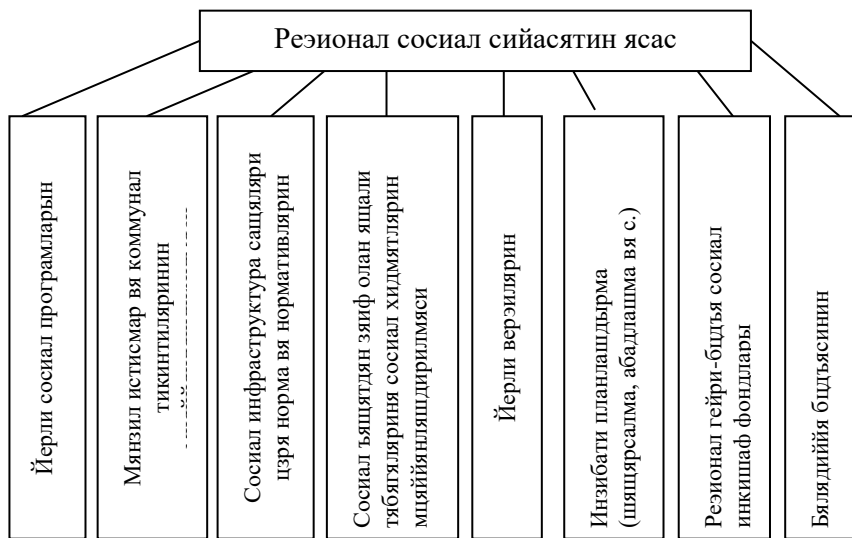 Реэионал сосиал сийасятин ясас
Йерли сосиал програмларын
Мянзил истисмар вя коммунал
тикинтиляринин
Сосиал инфраструктура сащяляри
цзря норма вя нормативлярин
Сосиал ъящятдян зяиф олан ящали
тябягяляриня сосиал хидмятлярин
мцяййянляшдирилмяси
Йерли верэилярин
Инзибати планлашдырма
(шящярсалма, абадлашма вя с.)
Реэионал гейри-бцдъя сосиал
инкишаф фондлары
Бялядиййя бцдъясинин